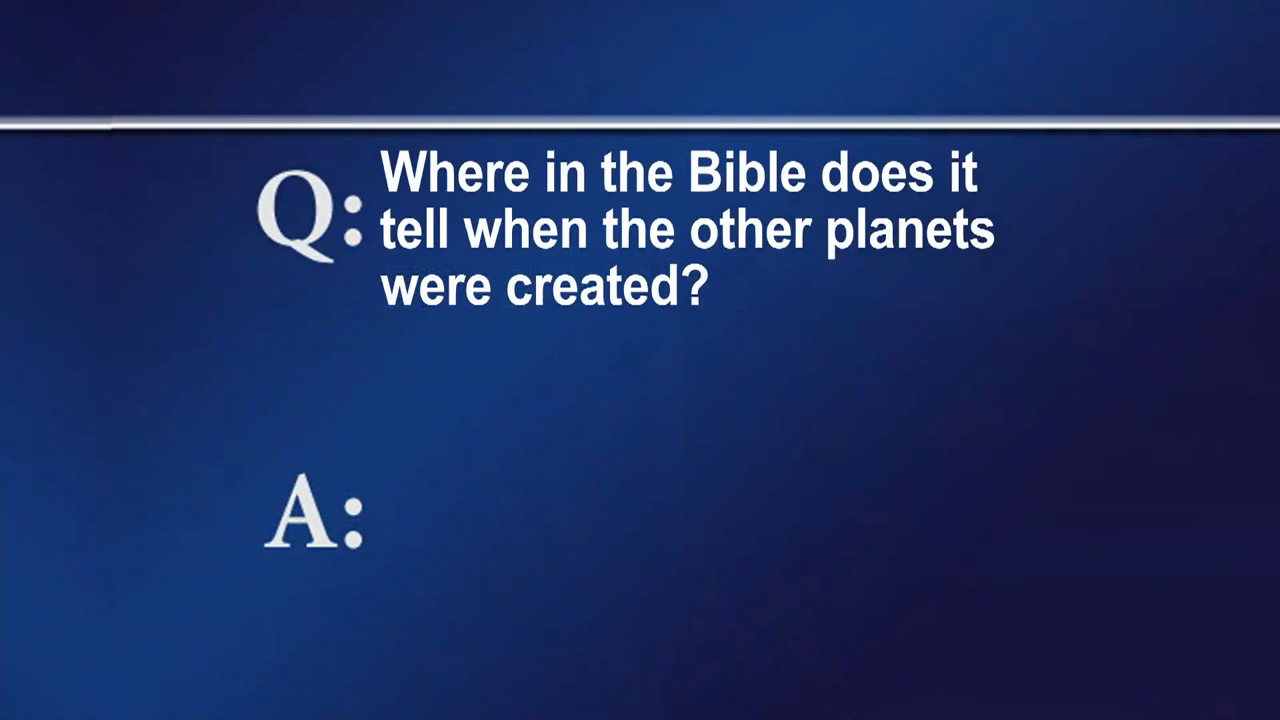 Q: Where in the Bible does it
tell when the other planets
were created?
A: